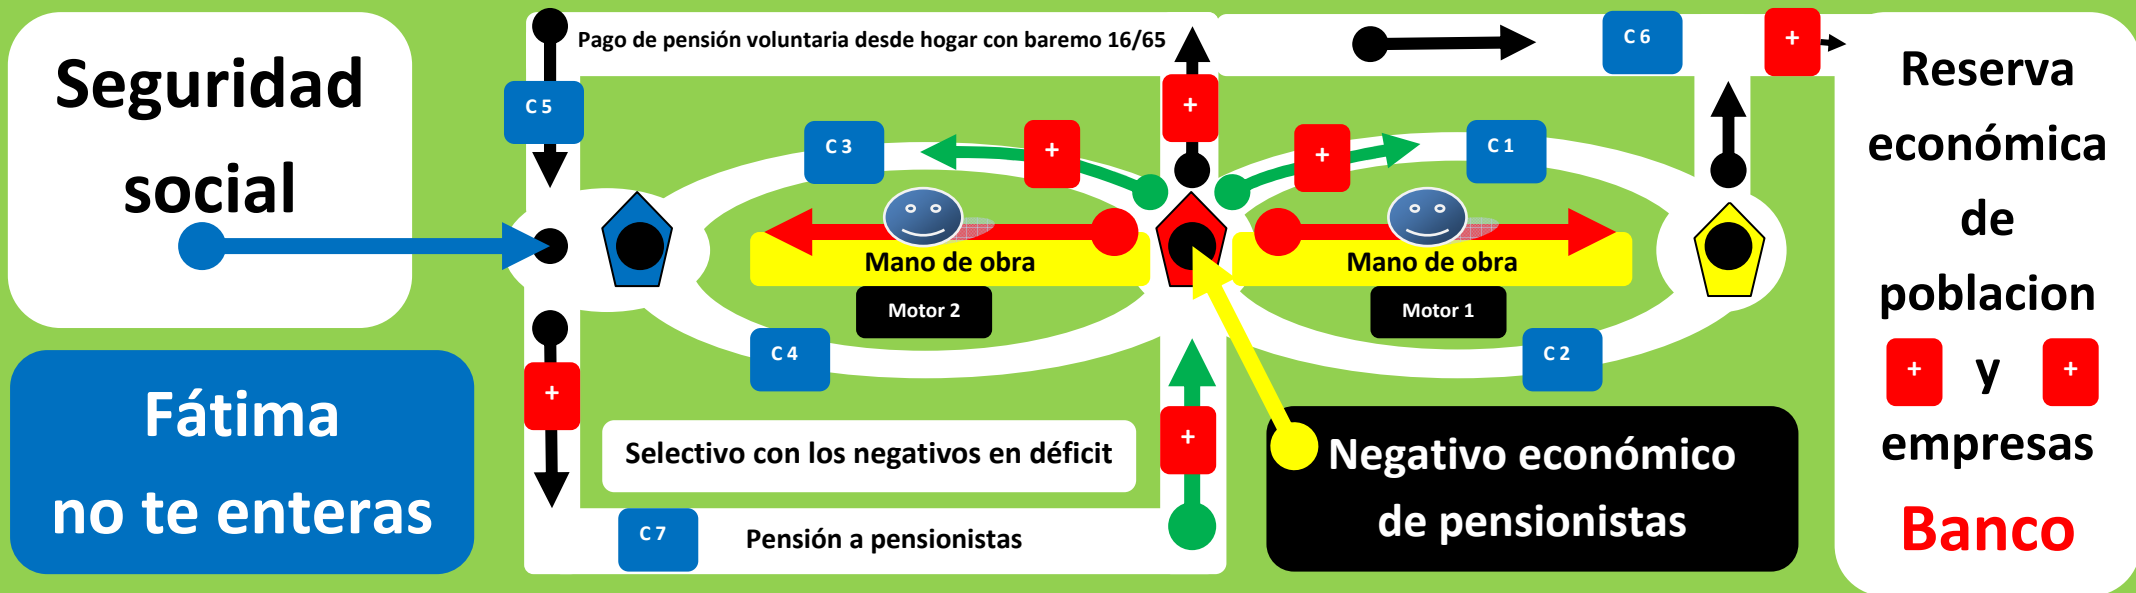 Seguridad
social
Fátima
no te enteras
Pago de pensión voluntaria desde hogar con baremo 16/65
C 5
C 3
+
+
+
C 1
C 6
+
Mano de obra
Motor 2
Mano de obra
Motor 1
C 4
C 2
+
Selectivo con los negativos en déficit
+
C 7
Pensión a pensionistas
Negativo económico
de pensionistas
Reserva
económica
de
poblacion
+ y +
empresas
Banco